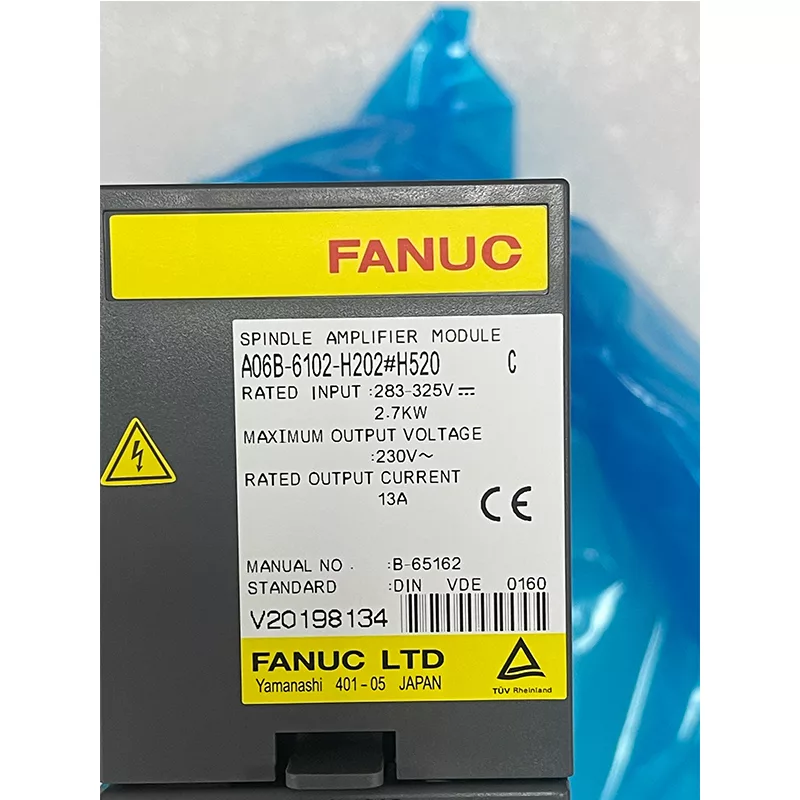 FANUC
SPINDLE AMPLIFIER MODULE
A06B-6102-H202#H520 C
RATED INPUT :283-325V⎓
2.7KW
MAXIMUM OUTPUT VOLTAGE
:230V～
RATED OUTPUT CURRENT
13A
CE
MANUAL NO. :B-65162
STANDARD :DIN VDE 0160
V20198134
FANUC LTD
Yamanashi 401-05 JAPAN
TÜV Rheinland